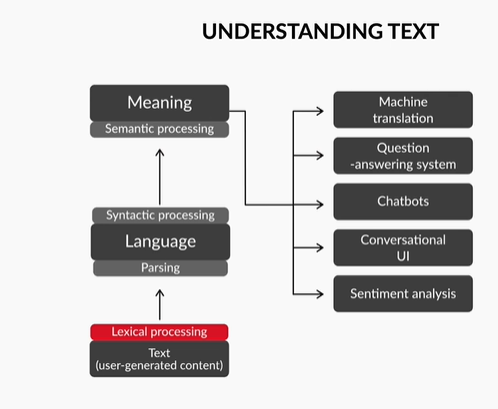 UNDERSTANDING TEXT
Meaning
Semantic processing
Syntactic processing
Language
Parsing
Lexical processing
Text
(user-generated content)
Machine
translation
Question
-answering system
Chatbots
Conversational
UI
Sentiment analysis